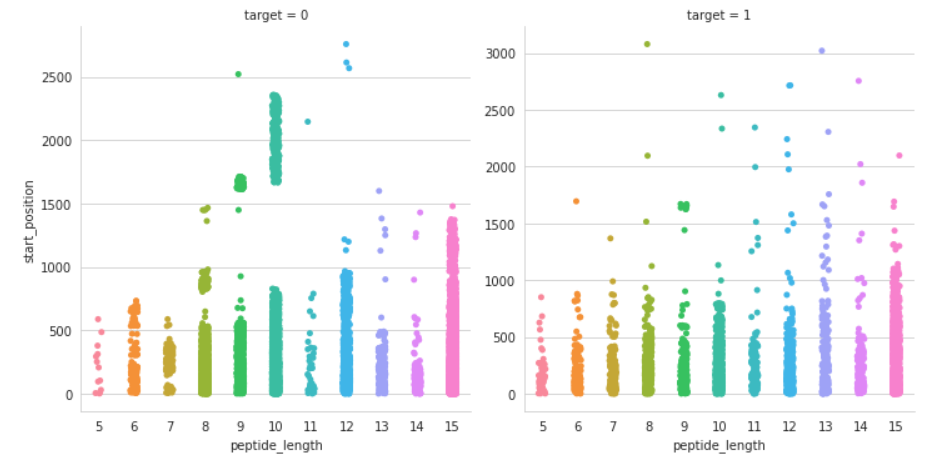 target = 0
target = 1
start_position
2500
2000
1500
1000
500
0
3000
2500
2000
1500
1000
500
0
5 6 7 8 9 10 11 12 13 14 15
5 6 7 8 9 10 11 12 13 14 15
peptide_length
peptide_length